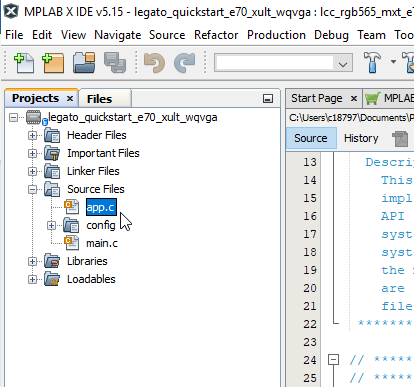 MPLAB X IDE v5.15 - legato_quickstart_e70_xult_wqvga : lcc_rgb565_mxt_e7
File Edit View Navigate Source Refactor Production Debug Team
Projects × Files
Start Page × MPLAB
legato_quickstart_e70_xult_wqvga
Header Files
Important Files
Linker Files
Source Files
app.c
config
main.c
Libraries
Loadables
C:\Users\c18797\Documents\P
Source History
13 Descrip
14 This
15 impl
16 API
17 syst
18 syst
19 the
20 are
21 file
22 ********
23
24 // *****
25 // *****